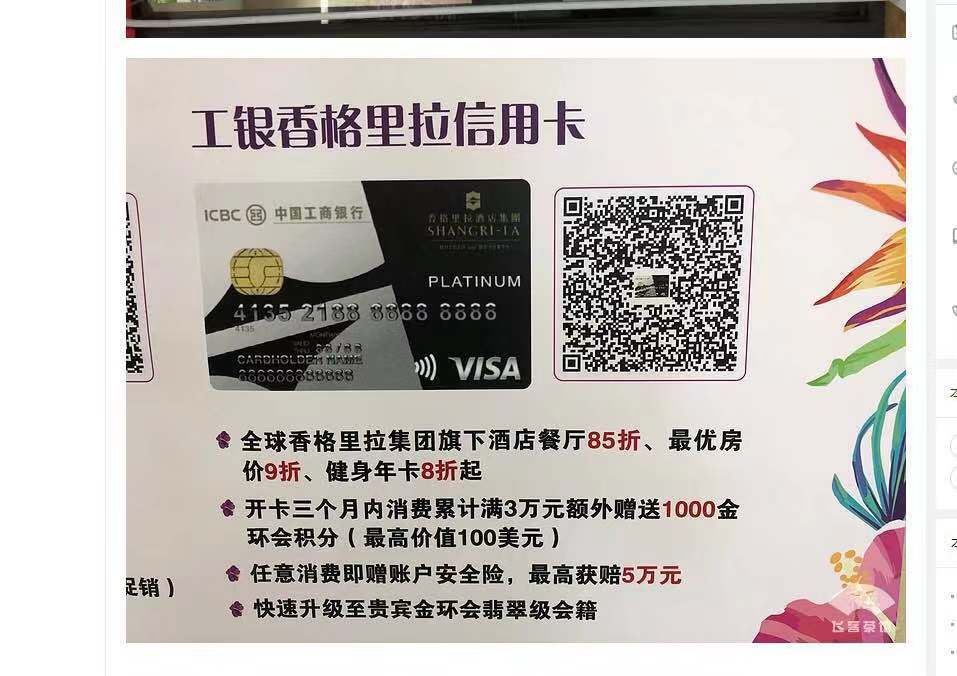 工银香格里拉信用卡
ICBC 中国工商银行
香格里拉酒店集團
SHANGRI-LA
PLATINUM
4135 2188 8888 8888
4135
CARDHOLDER NAME
VISA
全球香格里拉集团旗下酒店餐厅85折、最优房
价9折、健身年卡8折起
开卡三个月内消费累计满3万元额外赠送1000金
环会积分（最高价值100美元）
任意消费即赠账户安全险，最高获赔5万元
快速升级至贵宾金环会翡翠级会籍
促销）
飞客茶馆